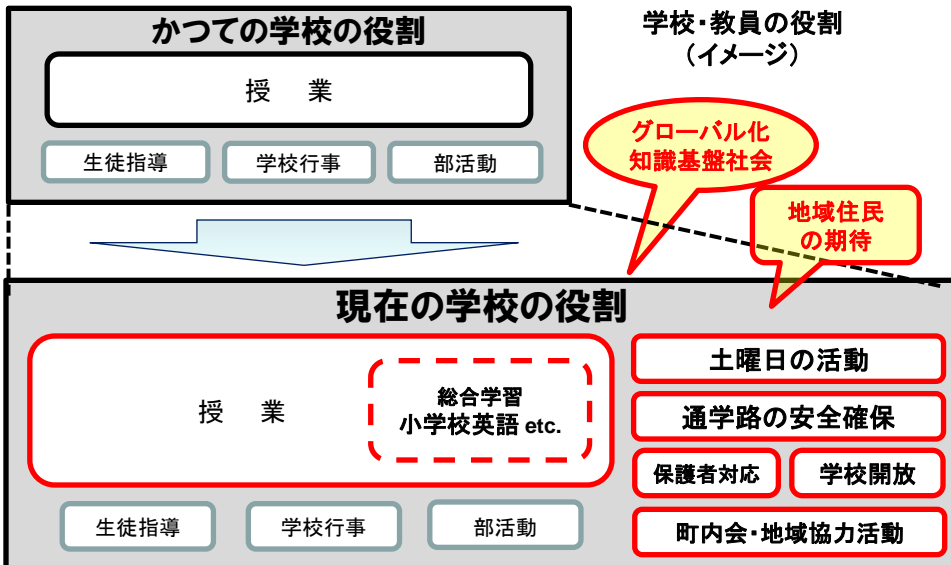 かつての学校の役割
学校・教員の役割
（イメージ）
授　業
生徒指導
学校行事
部活動
グローバル化
知識基盤社会
地域住民
の期待
現在の学校の役割
授　業
総合学習
小学校英語 etc.
土曜日の活動
通学路の安全確保
保護者対応
学校開放
町内会・地域協力活動
生徒指導
学校行事
部活動